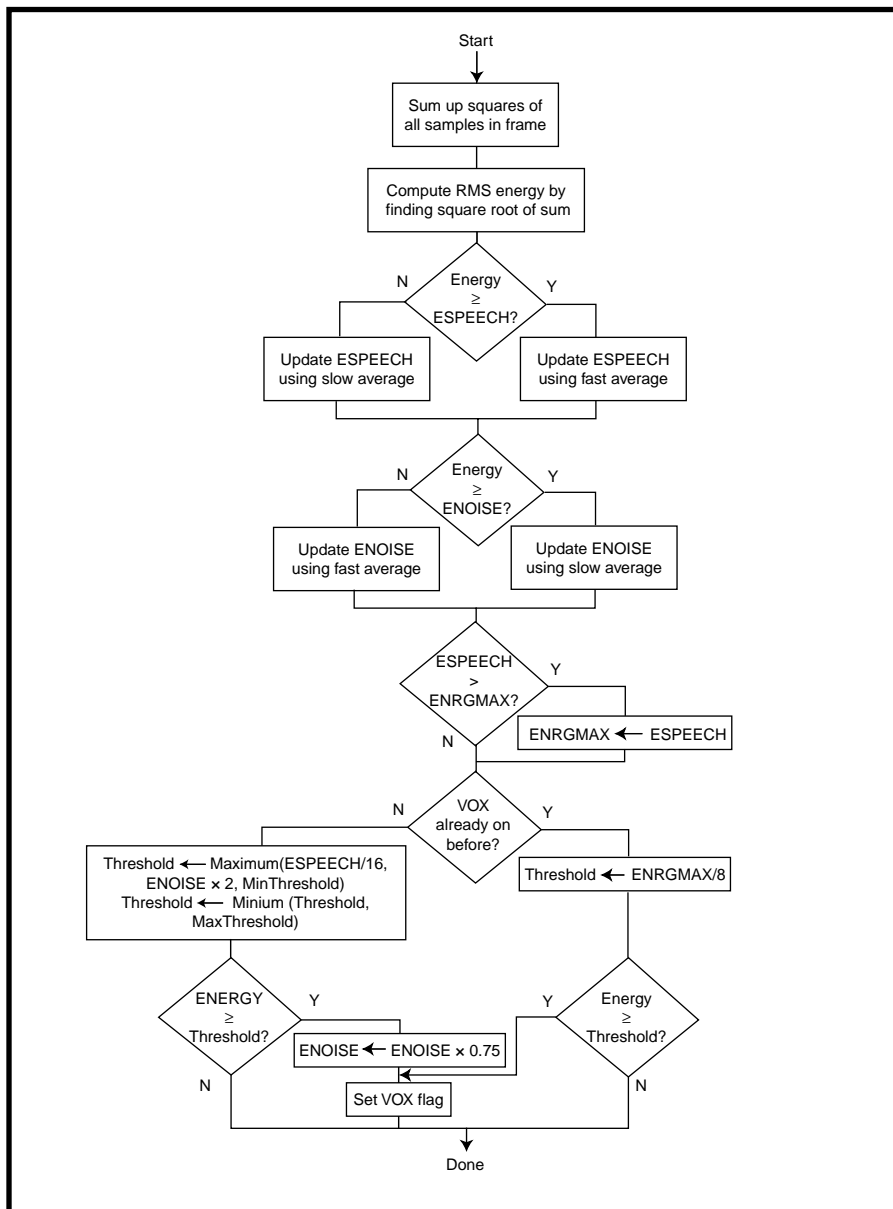 Start
Sum up squares of
all samples in frame
Compute RMS energy by
finding square root of sum
Energy
≥
ESPEECH?
N
Y
Update ESPEECH
using slow average
Update ESPEECH
using fast average
Energy
≥
ENOISE?
N
Y
Update ENOISE
using fast average
Update ENOISE
using slow average
ESPEECH
>
ENRGMAX?
Y
N
ENRGMAX ← ESPEECH
VOX
already on
before?
N
Y
Threshold ← Maximum(ESPEECH/16,
ENOISE × 2, MinThreshold)
Threshold ← Minium (Threshold,
MaxThreshold)
Threshold ← ENRGMAX/8
ENERGY
≥
Threshold?
Y
N
Energy
≥
Threshold?
Y
N
ENOISE ← ENOISE × 0.75
Set VOX flag
Done